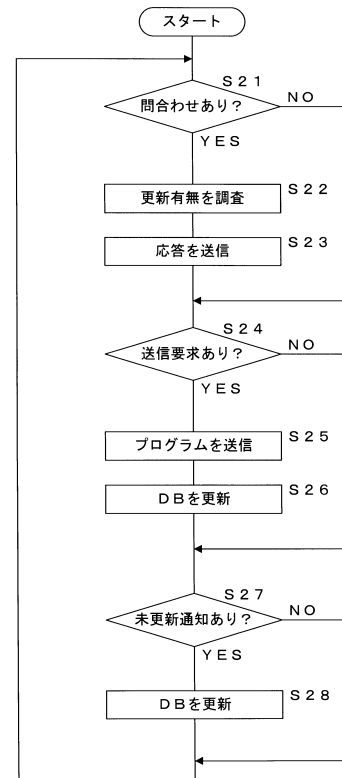 スタート
S21
問合わせあり？
NO
YES
更新有無を調査
S22
応答を送信
S23
S24
送信要求あり？
NO
YES
プログラムを送信
S25
DBを更新
S26
S27
未更新通知あり？
NO
YES
DBを更新
S28